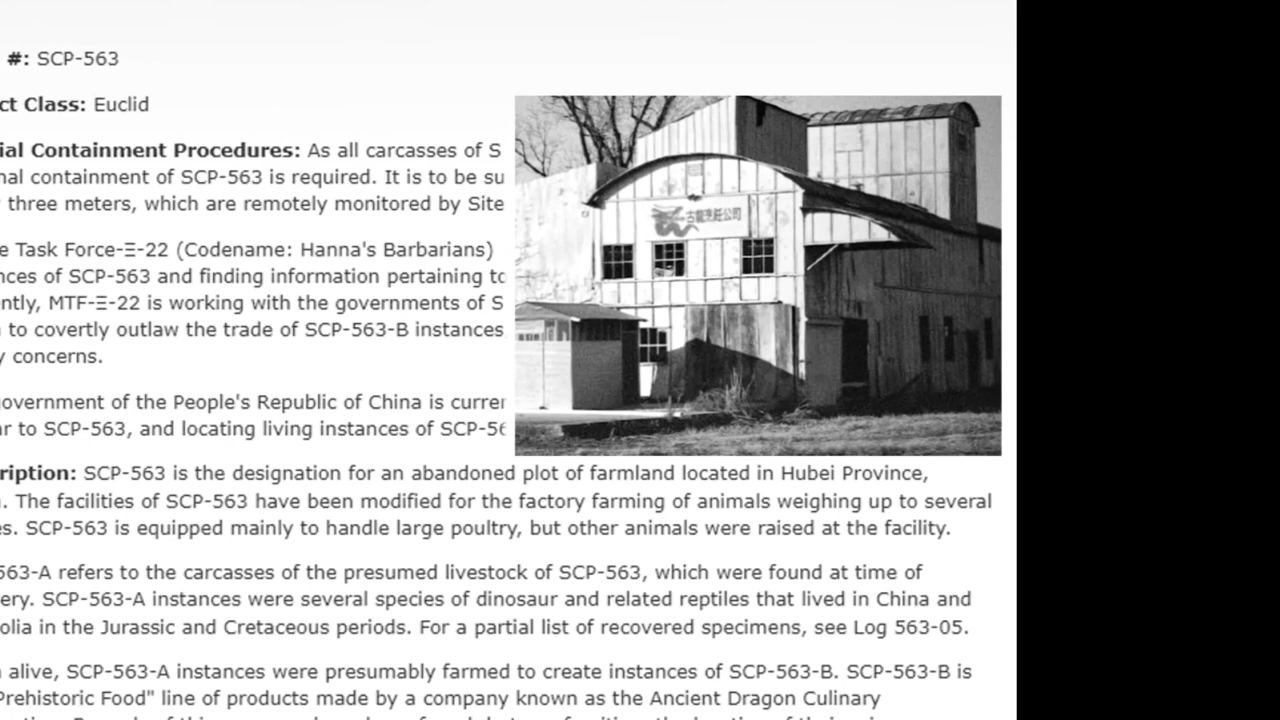 #: SCP-563
ct Class: Euclid
ial Containment Procedures: As all carcasses of S
nal containment of SCP-563 is required. It is to be su
three meters, which are remotely monitored by Site
e Task Force-Ξ-22 (Codename: Hanna's Barbarians)
nces of SCP-563 and finding information pertaining to
ently, MTF-Ξ-22 is working with the governments of S
to covertly outlaw the trade of SCP-563-B instances
y concerns.
government of the People's Republic of China is curren
ar to SCP-563, and locating living instances of SCP-56
古龍烹飪公司
ription: SCP-563 is the designation for an abandoned plot of farmland located in Hubei Province,
. The facilities of SCP-563 have been modified for the factory farming of animals weighing up to several
es. SCP-563 is equipped mainly to handle large poultry, but other animals were raised at the facility.
563-A refers to the carcasses of the presumed livestock of SCP-563, which were found at time of
ery. SCP-563-A instances were several species of dinosaur and related reptiles that lived in China and
olia in the Jurassic and Cretaceous periods. For a partial list of recovered specimens, see Log 563-05.
alive, SCP-563-A instances were presumably farmed to create instances of SCP-563-B. SCP-563-B is
Prehistoric Food" line of products made by a company known as the Ancient Dragon Culinary